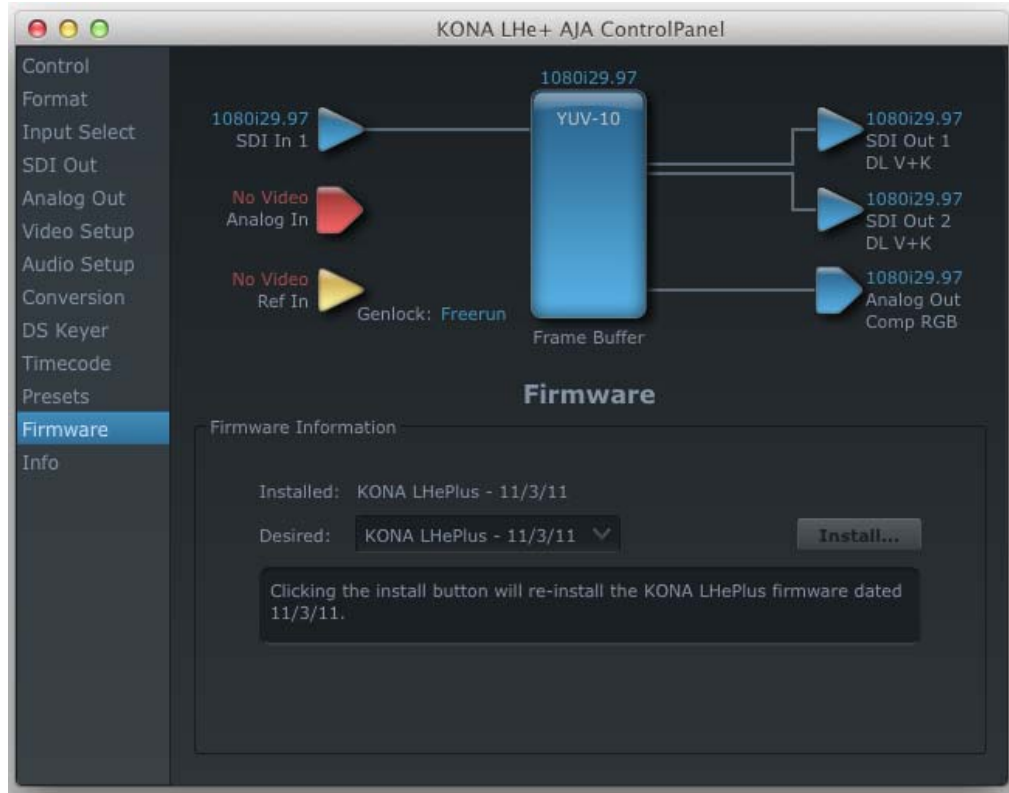 KONA LHe+ AJA ControlPanel
Control
Format
Input Select
SDI Out
Analog Out
Video Setup
Audio Setup
Conversion
DS Keyer
Timecode
Presets
Firmware
Info
1080i29.97
YUV-10
Frame Buffer
1080i29.97
SDI In 1
No Video
Analog In
No Video
Ref In
Genlock: Freerun
1080i29.97
SDI Out 1
DL V+K
1080i29.97
SDI Out 2
DL V+K
1080i29.97
Analog Out
Comp RGB
Firmware
Firmware Information
Installed: KONA LHePlus - 11/3/11
Desired: KONA LHePlus - 11/3/11
Install...
Clicking the install button will re-install the KONA LHePlus firmware dated
11/3/11.